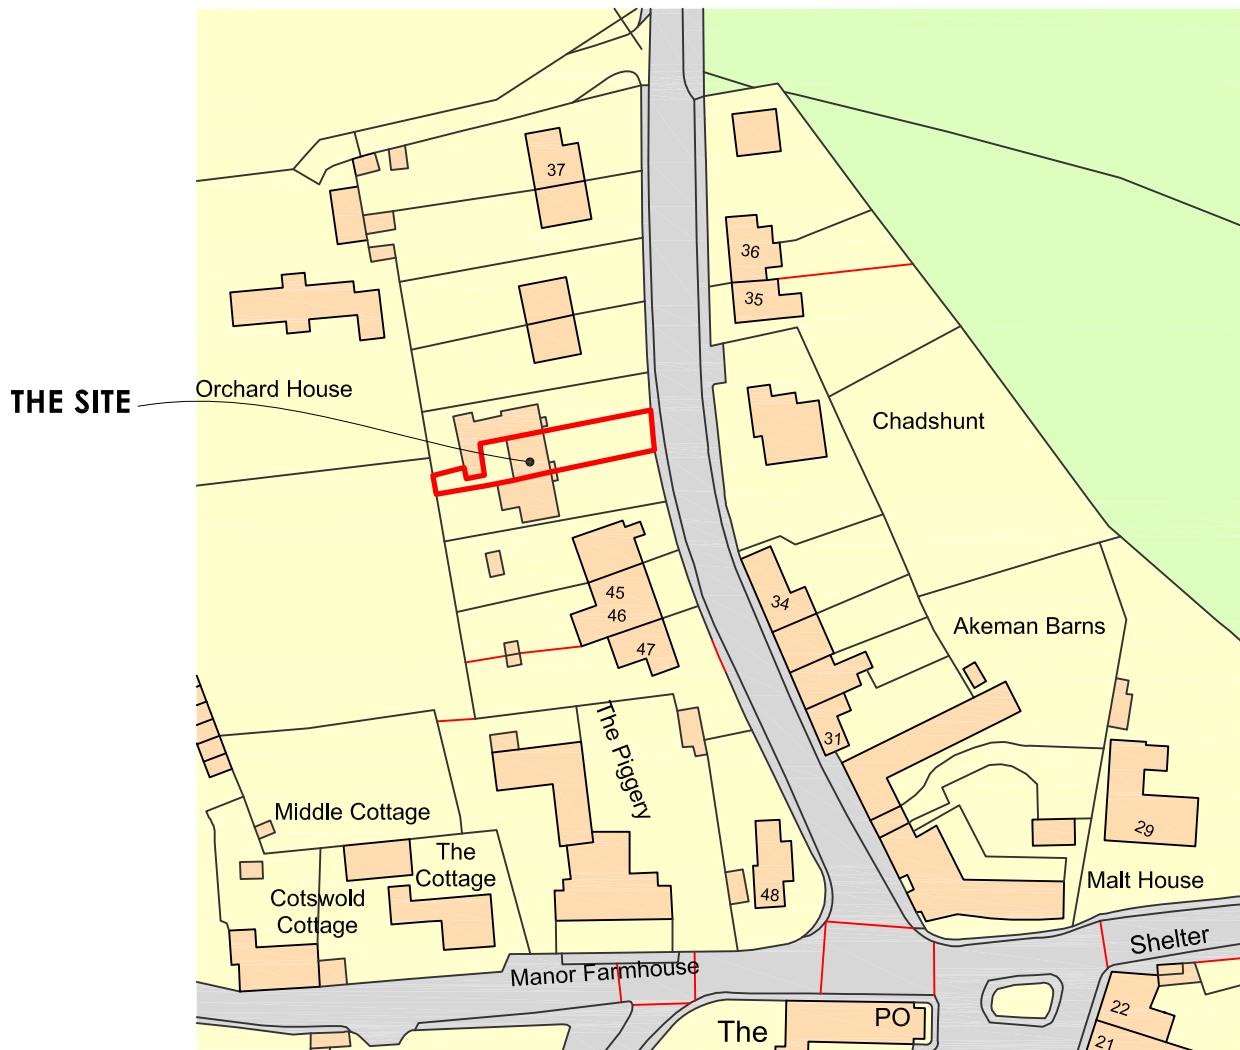 37
36
35
Orchard House
THE SITE
Chadshunt
45
46
47
34
Akeman Barns
31
The Piggery
Middle Cottage
The
Cottage
Cotswold
Cottage
29
48
Malt House
Shelter
Manor Farmhouse
The
PO
22
21